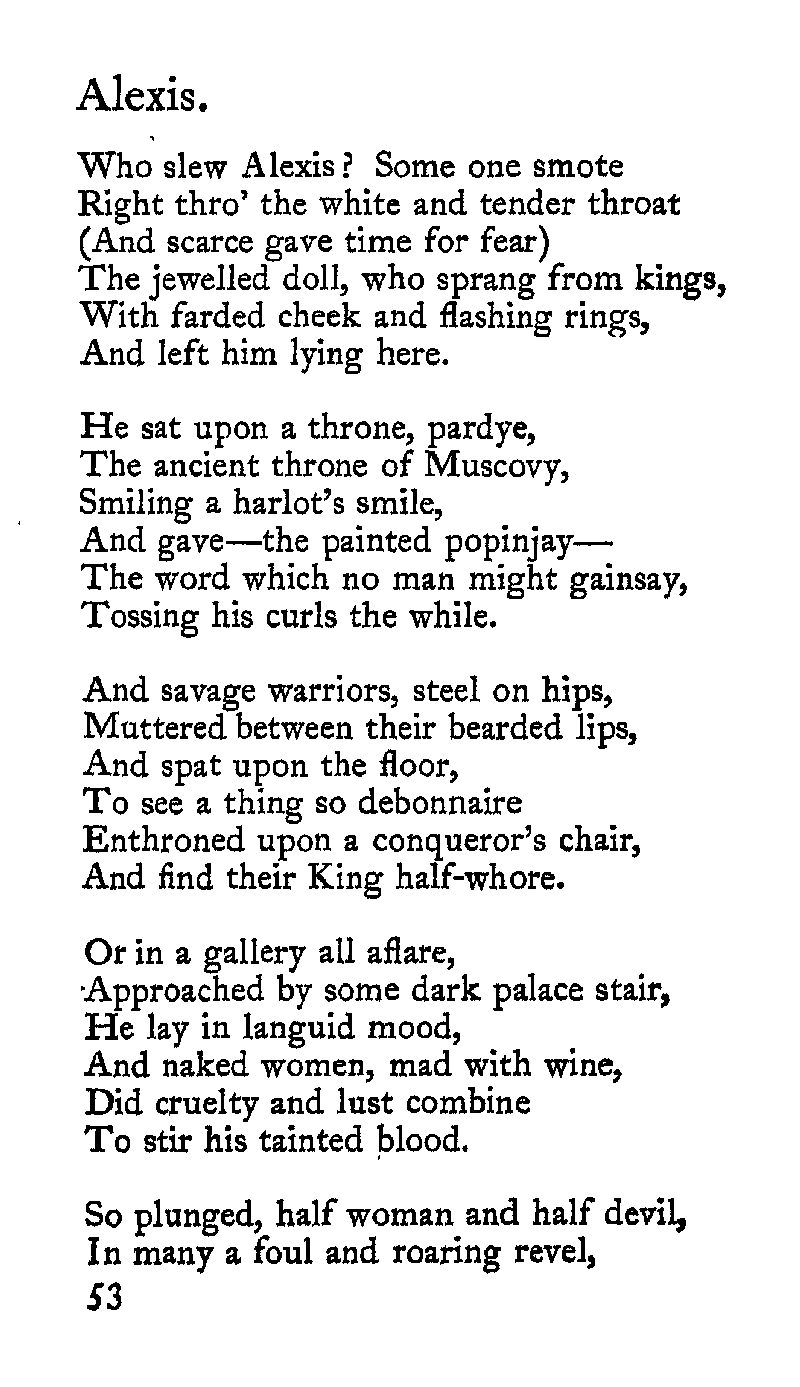 Alexis.
Who slew Alexis? Some one smote
Right thro' the white and tender throat
(And scarce gave time for fear)
The jewelled doll, who sprang from kings,
With farded cheek and flashing rings,
And left him lying here.
He sat upon a throne, pardye,
The ancient throne of Muscovy,
Smiling a harlot's smile,
And gave—the painted popinjay—
The word which no man might gainsay,
Tossing his curls the while.
And savage warriors, steel on hips,
Muttered between their bearded lips,
And spat upon the floor,
To see a thing so debonnaire
Enthroned upon a conqueror's chair,
And find their King half-whore.
Or in a gallery all aflare,
Approached by some dark palace stair,
He lay in languid mood,
And naked women, mad with wine,
Did cruelty and lust combine
To stir his tainted blood.
So plunged, half woman and half devil,
In many a foul and roaring revel,
53